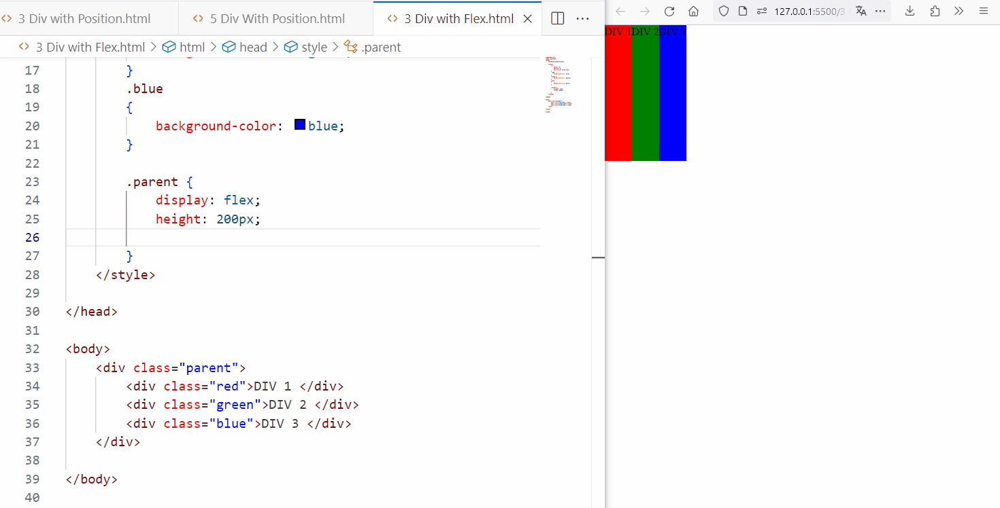 3 Div with Position.html
5 Div With Position.html
3 Div with Flex.html
127.0.0.1:5500/3
3 Div with Flex.html > html > head > style > .parent
17 }
18 .blue
19 {
20 background-color: blue;
21 }
22
23 .parent {
24 display: flex;
25 height: 200px;
26
27 }
28 </style>
29
30 </head>
31
32 <body>
33 <div class="parent">
34 <div class="red">DIV 1 </div>
35 <div class="green">DIV 2 </div>
36 <div class="blue">DIV 3 </div>
37 </div>
38
39 </body>
40
DIV 1 DIV 2 DIV 3